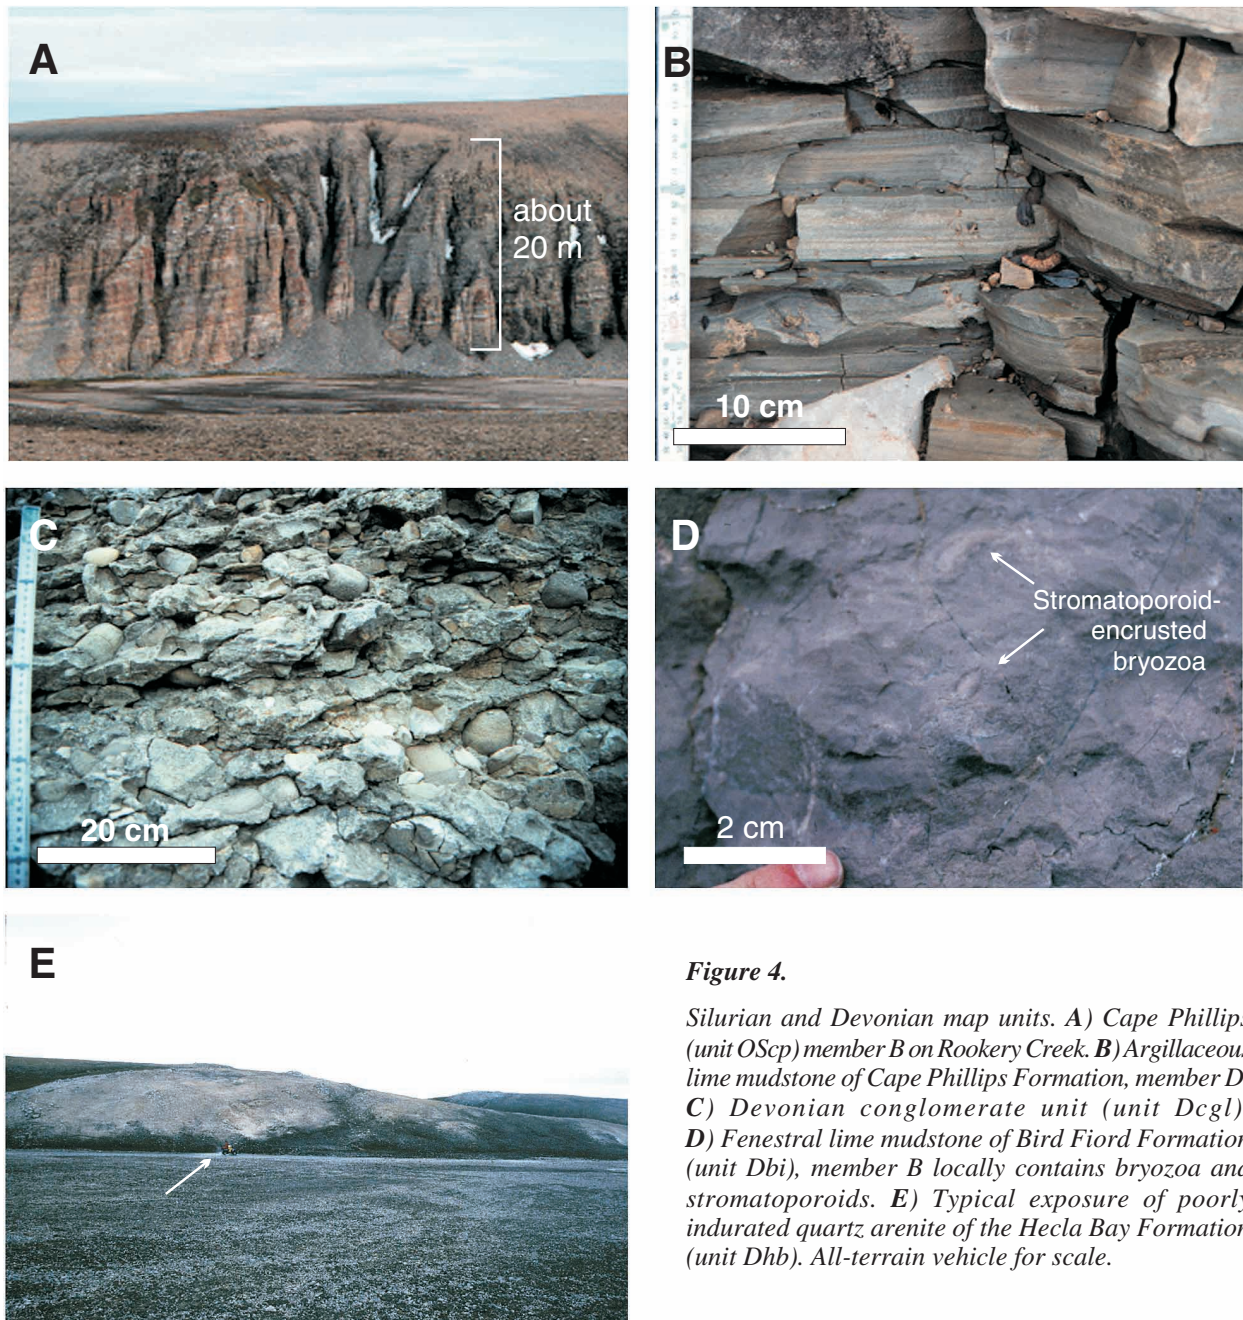 A
about
20 m
B
10 cm
C
20 cm
D
Stromatoporoid-
encrusted
bryozoa
2 cm
E
Figure 4.
Silurian and Devonian map units. A) Cape Phillips
(unit OScp) member B on Rookery Creek. B) Argillaceous
lime mudstone of Cape Phillips Formation, member D
C) Devonian conglomerate unit (unit Dcgl)
D) Fenestral lime mudstone of Bird Fiord Formation
(unit Dbi), member B locally contains bryozoa and
stromatoporoids. E) Typical exposure of poorly
indurated quartz arenite of the Hecla Bay Formation
(unit Dhb). All-terrain vehicle for scale.